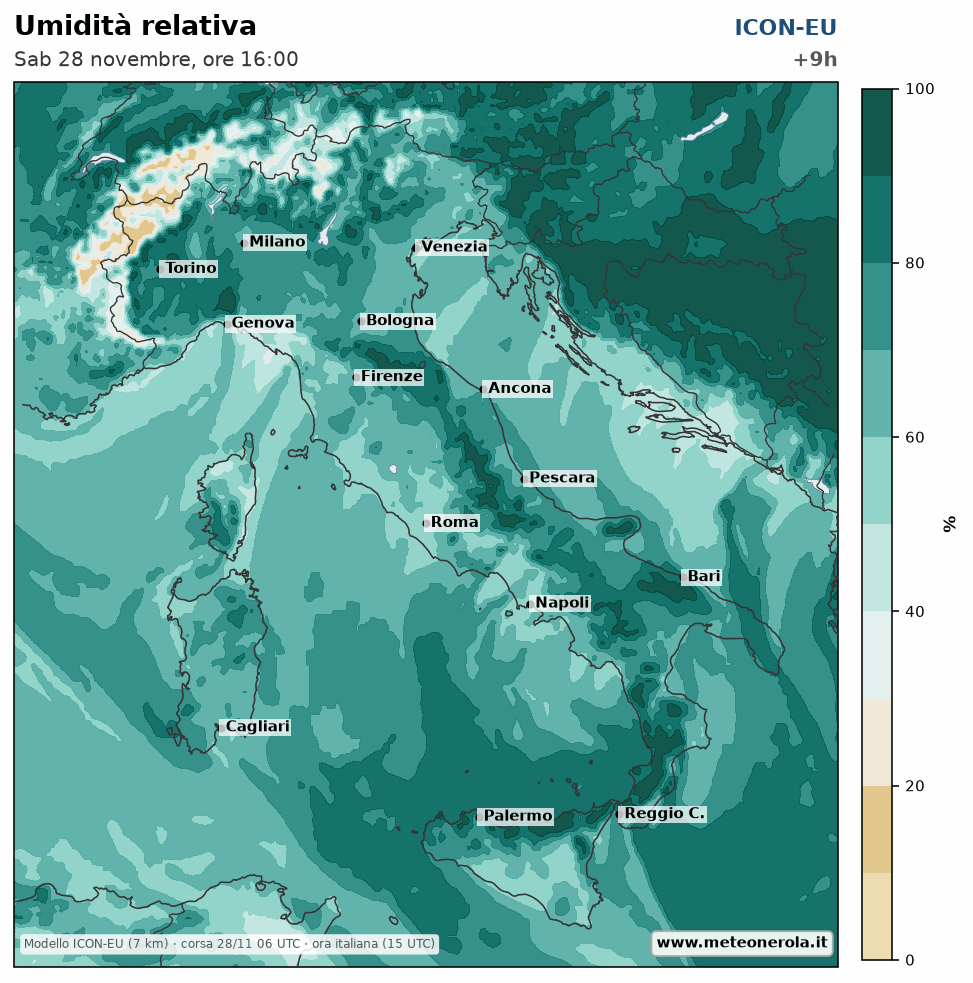 Umidità relativa
ICON-EU
Sab 28 novembre, ore 16:00
+9h
100
80
60
40
20
0
%
Milano
Venezia
Torino
Genova
Bologna
Firenze
Ancona
Pescara
Roma
Bari
Napoli
Cagliari
Palermo
Reggio C.
Modello ICON-EU (7 km) · corsa 28/11 06 UTC · ora italiana (15 UTC)
www.meteonerola.it